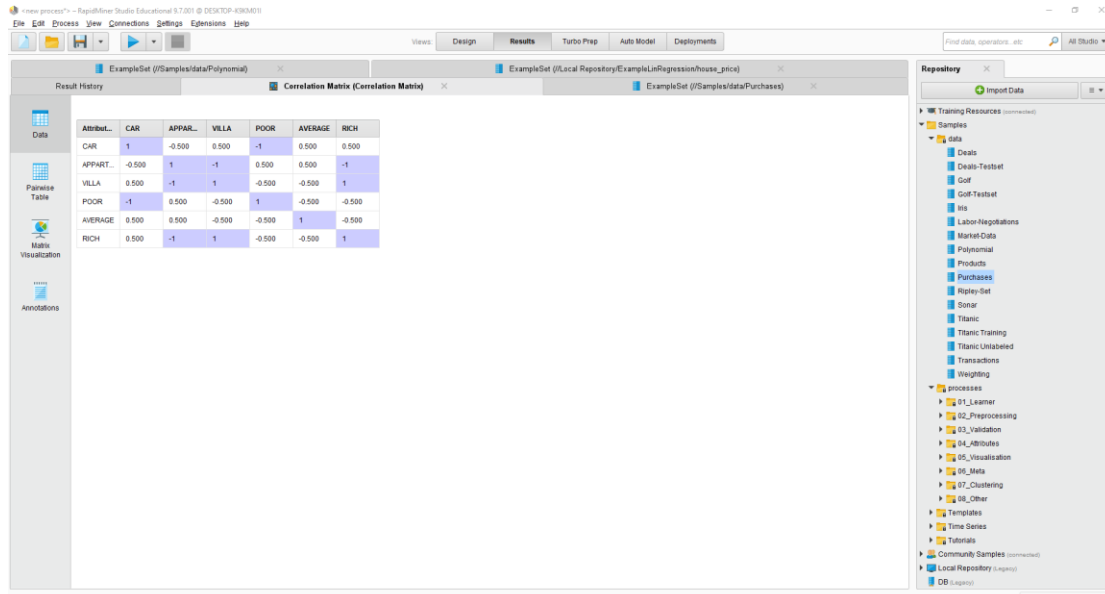 <new process*> – RapidMiner Studio Educational 9.7.001 @ DESKTOP-K9KM01I
File Edit Process View Connections Settings Extensions Help
Views: Design Results Turbo Prep Auto Model Deployments
Find data, operators...etc
All Studio
ExampleSet (//Samples/data/Polynomial)
ExampleSet (//Local Repository/ExampleLinRegression/house_price)
Result History
Correlation Matrix (Correlation Matrix)
ExampleSet (//Samples/data/Purchases)
Data
Pairwise
Table
Matrix
Visualization
Annotations
Attribut... CAR APPAR... VILLA POOR AVERAGE RICH
CAR 1 -0.500 0.500 -1 0.500 0.500
APPART... -0.500 1 -1 0.500 0.500 -1
VILLA 0.500 -1 1 -0.500 -0.500 1
POOR -1 0.500 -0.500 1 -0.500 -0.500
AVERAGE 0.500 0.500 -0.500 -0.500 1 -0.500
RICH 0.500 -1 1 -0.500 -0.500 1
Repository
Import Data
Training Resources (connected)
Samples
data
Deals
Deals-Testset
Golf
Golf-Testset
Iris
Labor-Negotiations
Market-Data
Polynomial
Products
Purchases
Ripley-Set
Sonar
Titanic
Titanic Training
Titanic Unlabeled
Transactions
Weighting
processes
01_Learner
02_Preprocessing
03_Validation
04_Attributes
05_Visualisation
06_Meta
07_Clustering
08_Other
Templates
Time Series
Tutorials
Community Samples (connected)
Local Repository (Legacy)
DB (Legacy)